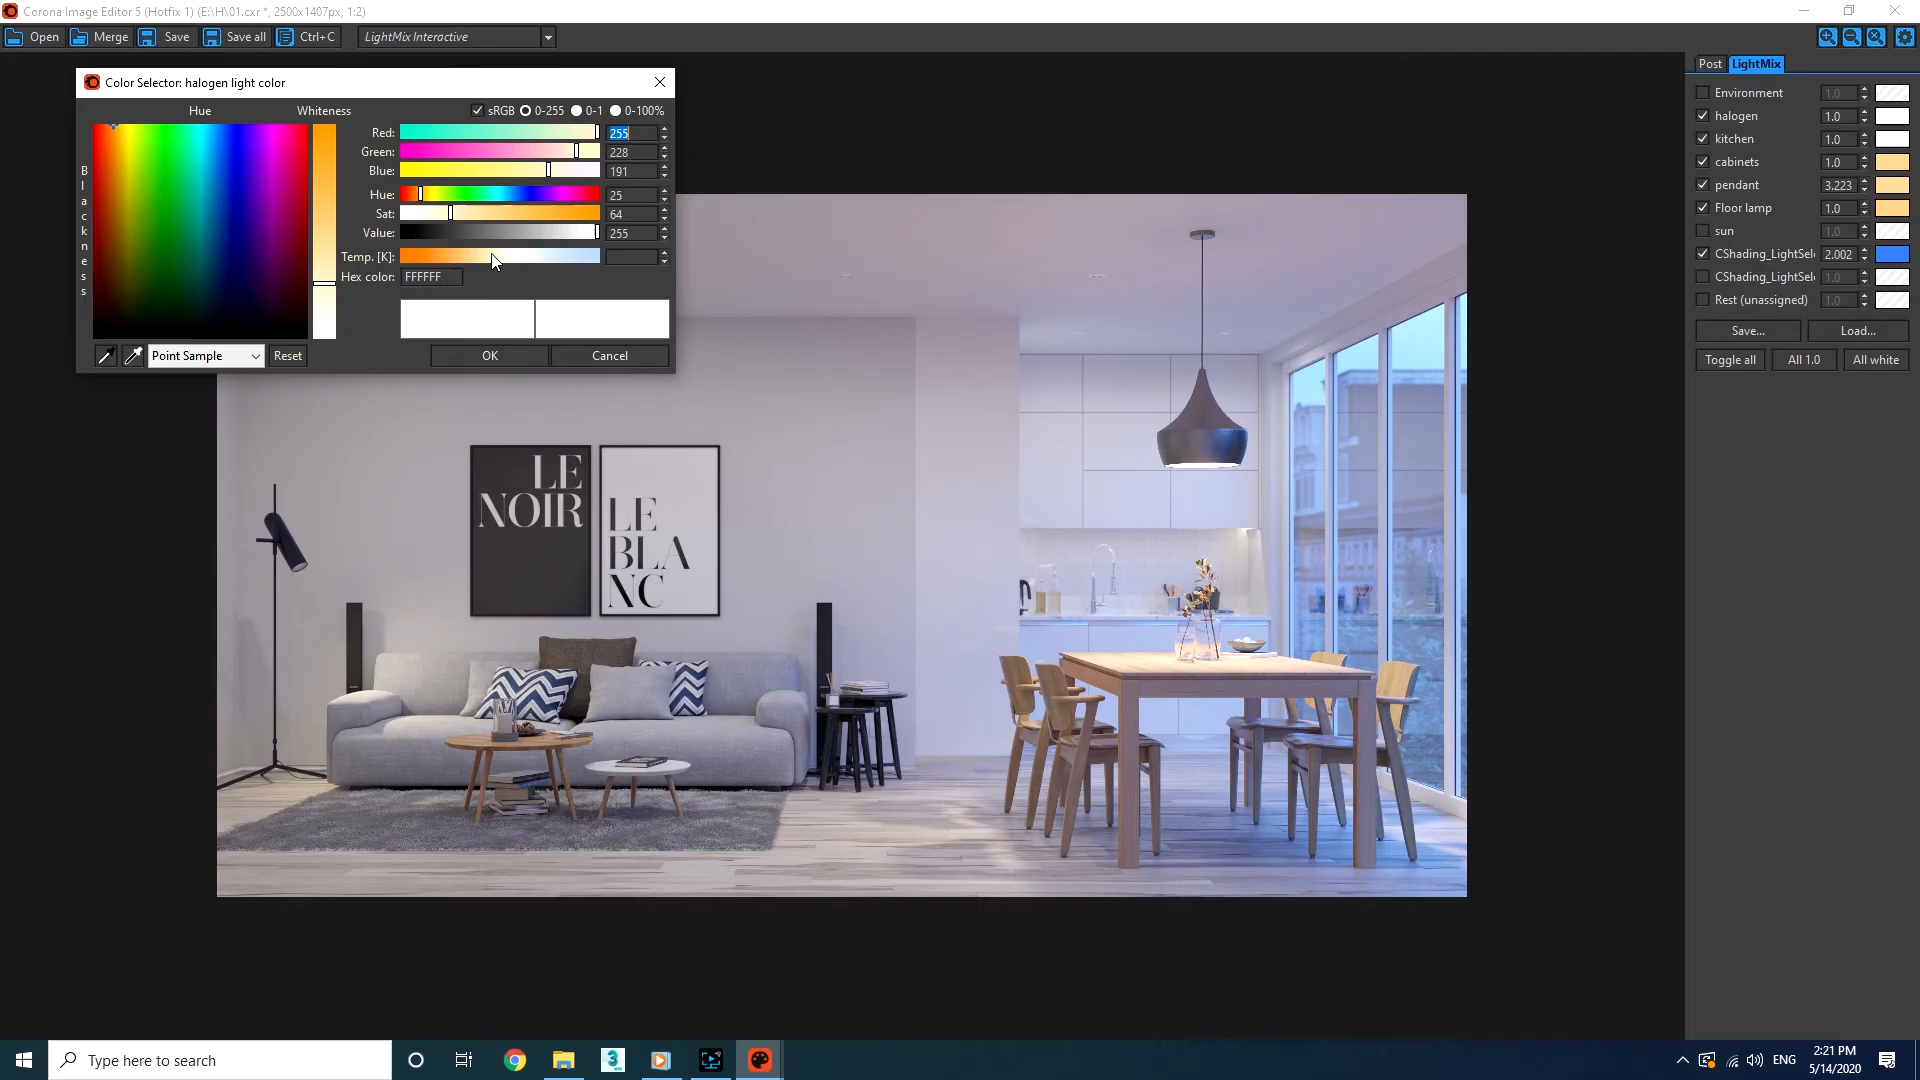 Corona Image Editor 5 (Hotfix 1) (E:\H\01.cxr *, 2500x1407px, 1:2)
Open Merge Save Save all Ctrl+C LightMix Interactive
Post LightMix
Color Selector: halogen light color
Hue Whiteness sRGB 0-255 0-1 0-100%
Blackness
Red: 255
Green: 228
Blue: 191
Hue: 25
Sat: 64
Value: 255
Temp. [K]:
Hex color: FFFFFF
Point Sample Reset OK Cancel
Environment 1.0
halogen 1.0
kitchen 1.0
cabinets 1.0
pendant 3.223
Floor lamp 1.0
sun 1.0
CShading_LightSel 2.002
CShading_LightSel 1.0
Rest (unassigned) 1.0
Save... Load...
Toggle all All 1.0 All white
LE
NOIR
LE
BLA
NC
Type here to search
ENG
2:21 PM
5/14/2020